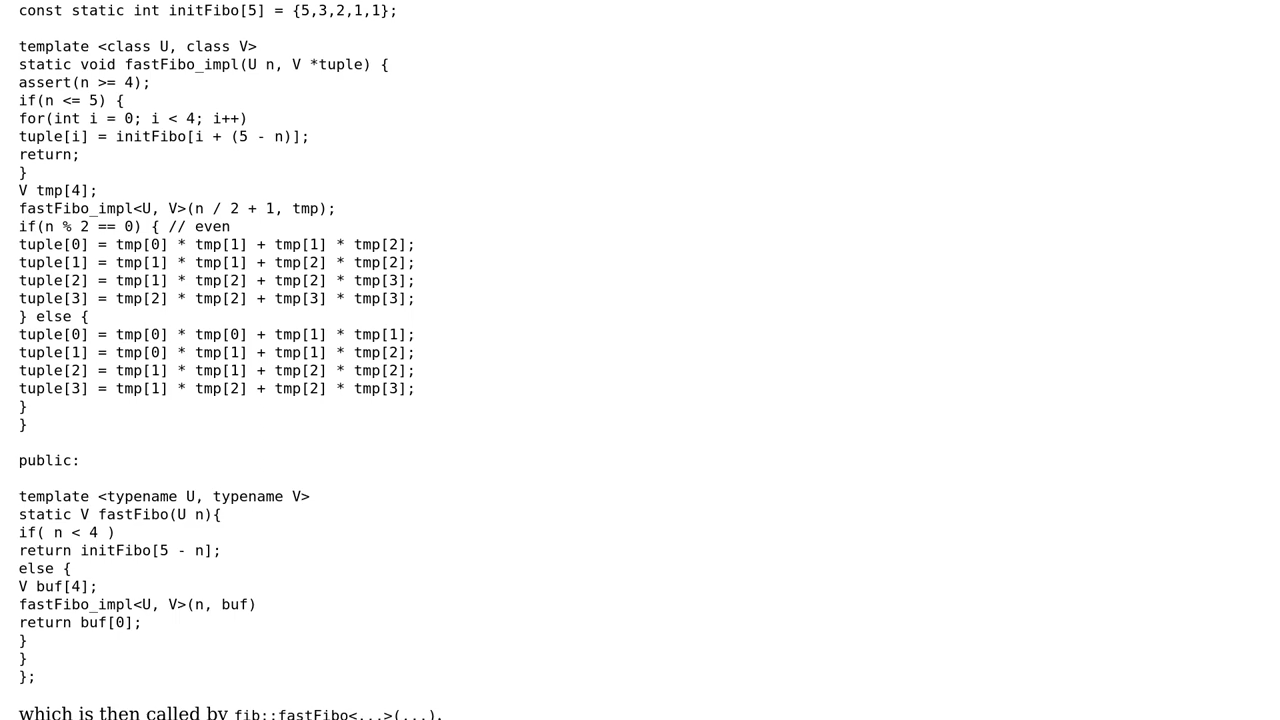 const static int initFibo[5] = {5,3,2,1,1};
template <class U, class V>
static void fastFibo_impl(U n, V *tuple) {
assert(n >= 4);
if(n <= 5) {
for(int i = 0; i < 4; i++)
tuple[i] = initFibo[i + (5 - n)];
return;
}
V tmp[4];
fastFibo_impl<U, V>(n / 2 + 1, tmp);
if(n % 2 == 0) { // even
tuple[0] = tmp[0] * tmp[1] + tmp[1] * tmp[2];
tuple[1] = tmp[1] * tmp[1] + tmp[2] * tmp[2];
tuple[2] = tmp[1] * tmp[2] + tmp[2] * tmp[3];
tuple[3] = tmp[2] * tmp[2] + tmp[3] * tmp[3];
} else {
tuple[0] = tmp[0] * tmp[0] + tmp[1] * tmp[1];
tuple[1] = tmp[0] * tmp[1] + tmp[1] * tmp[2];
tuple[2] = tmp[1] * tmp[1] + tmp[2] * tmp[2];
tuple[3] = tmp[1] * tmp[2] + tmp[2] * tmp[3];
}
}
public:
template <typename U, typename V>
static V fastFibo(U n){
if( n < 4 )
return initFibo[5 - n];
else {
V buf[4];
fastFibo_impl<U, V>(n, buf)
return buf[0];
}
}
};
which is then called by fib::fastFibo<...>(...).